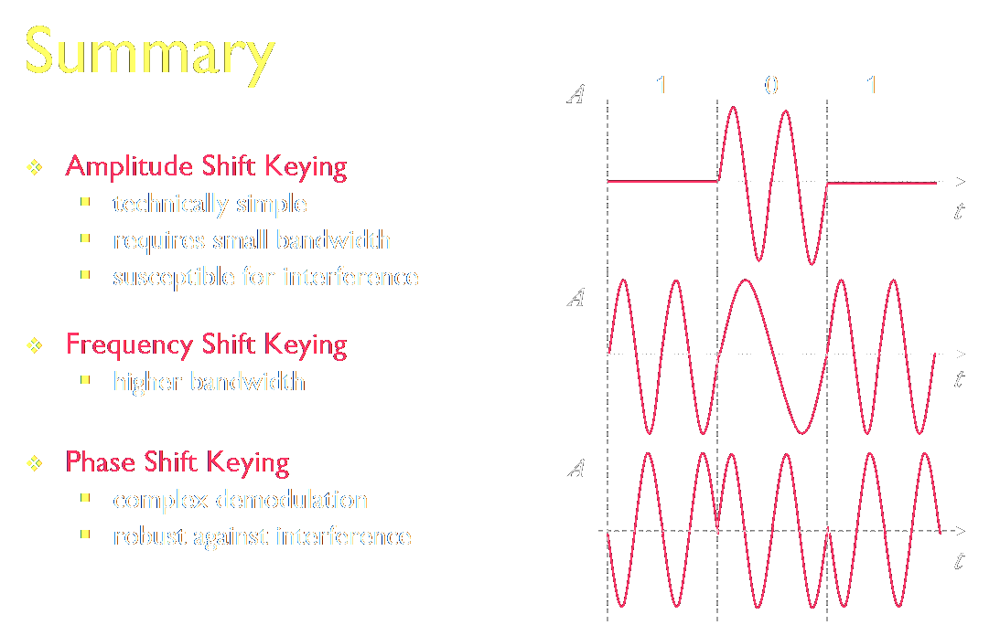 Summary
Amplitude Shift Keying
technically simple
requires small bandwidth
susceptible for interference
Frequency Shift Keying
higher bandwidth
Phase Shift Keying
complex demodulation
robust against interference
1 0 1
A
t
A
t
A
t